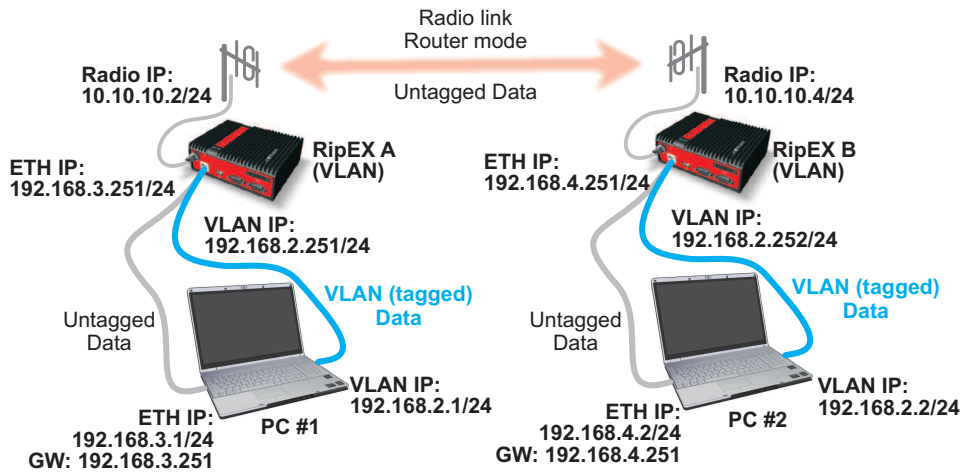 Radio link
Router mode
Untagged Data
Radio IP:
10.10.10.2/24
Radio IP:
10.10.10.4/24
RipEX A
(VLAN)
RipEX B
(VLAN)
ETH IP:
192.168.3.251/24
ETH IP:
192.168.4.251/24
VLAN IP:
192.168.2.251/24
VLAN IP:
192.168.2.252/24
VLAN (tagged)
Data
VLAN (tagged)
Data
Untagged
Data
Untagged
Data
VLAN IP:
192.168.2.1/24
VLAN IP:
192.168.2.2/24
ETH IP:
192.168.3.1/24
GW: 192.168.3.251
PC #1
ETH IP:
192.168.4.2/24
GW: 192.168.4.251
PC #2